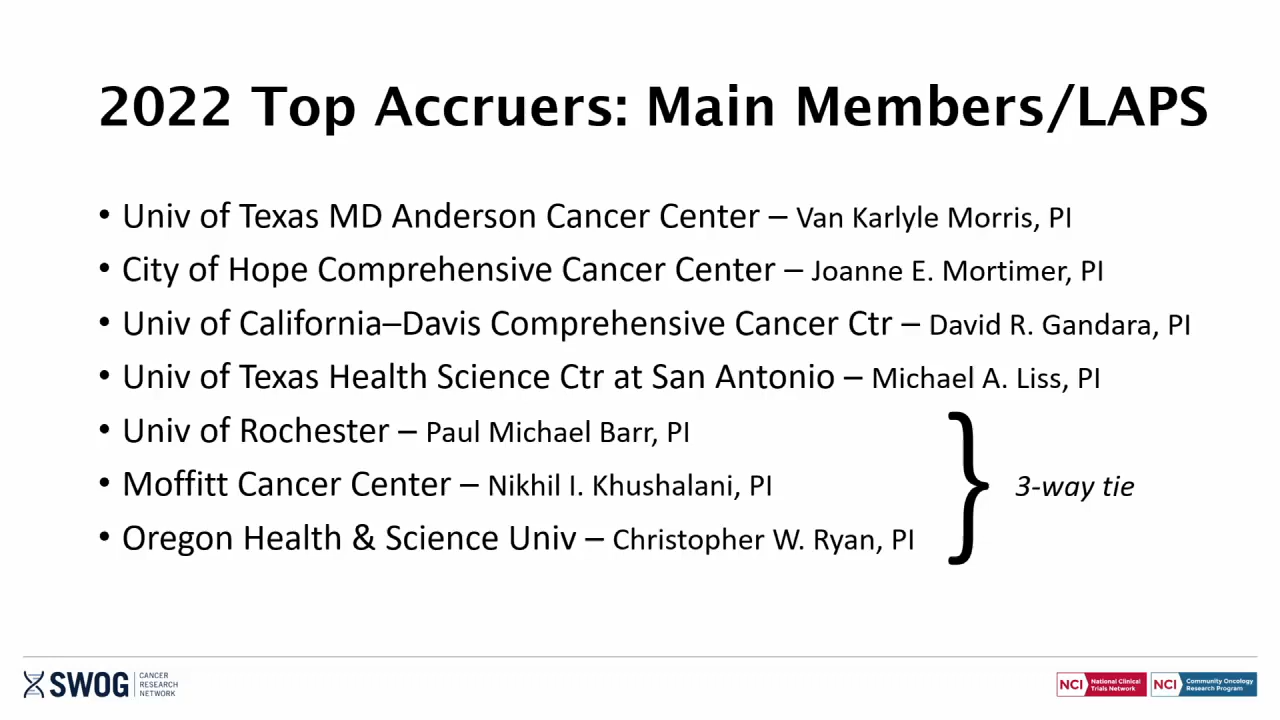 2022 Top Accruers: Main Members/LAPS
• Univ of Texas MD Anderson Cancer Center – Van Karlyle Morris, PI
• City of Hope Comprehensive Cancer Center – Joanne E. Mortimer, PI
• Univ of California–Davis Comprehensive Cancer Ctr – David R. Gandara, PI
• Univ of Texas Health Science Ctr at San Antonio – Michael A. Liss, PI
• Univ of Rochester – Paul Michael Barr, PI
• Moffitt Cancer Center – Nikhil I. Khushalani, PI
• Oregon Health & Science Univ – Christopher W. Ryan, PI
} 3-way tie
SWOG
CANCER
RESEARCH
NETWORK
NCI
National Clinical
Trials Network
NCI
Community Oncology
Research Program